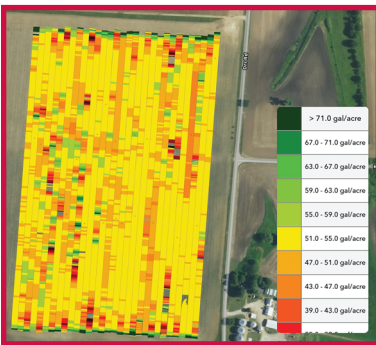 > 71.0 gal/acre
67.0 - 71.0 gal/acre
63.0 - 67.0 gal/acre
59.0 - 63.0 gal/acre
55.0 - 59.0 gal/acre
51.0 - 55.0 gal/acre
47.0 - 51.0 gal/acre
43.0 - 47.0 gal/acre
39.0 - 43.0 gal/acre